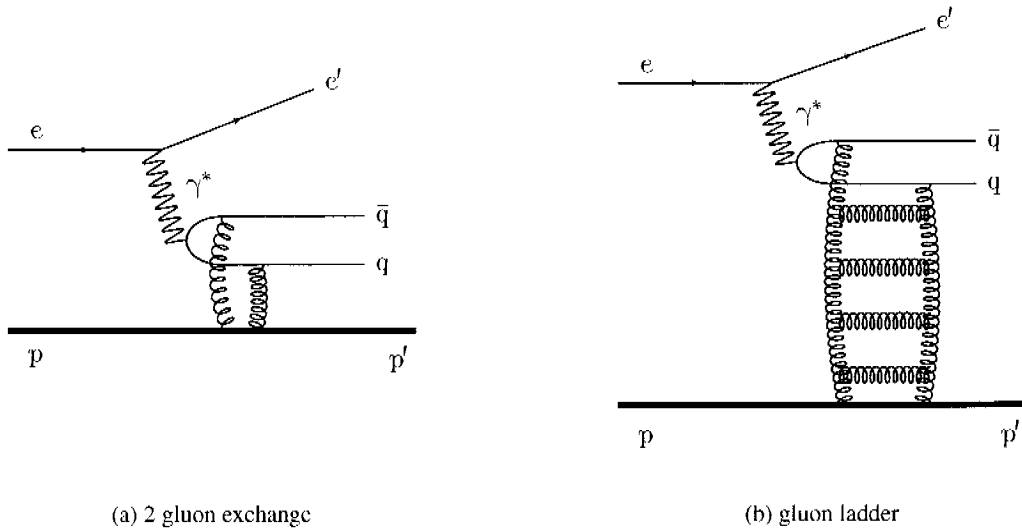 e
e′
γ*
q̄
q
p
p′
(a) 2 gluon exchange
e
e′
γ*
q̄
q
p
p′
(b) gluon ladder